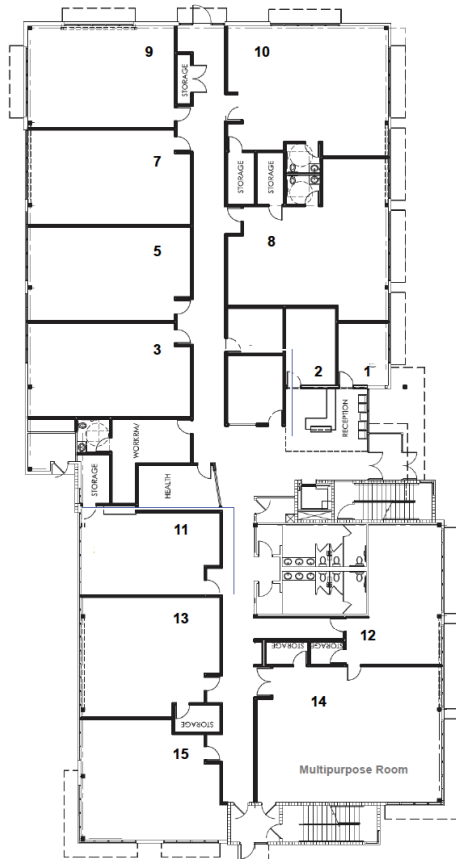 9
10
STORAGE
7
STORAGE
STORAGE
8
5
3
2
1
WORKRM/
RECEPTION
STORAGE
HEALTH
11
12
13
STORAGE
STORAGE
14
STORAGE
15
Multipurpose Room